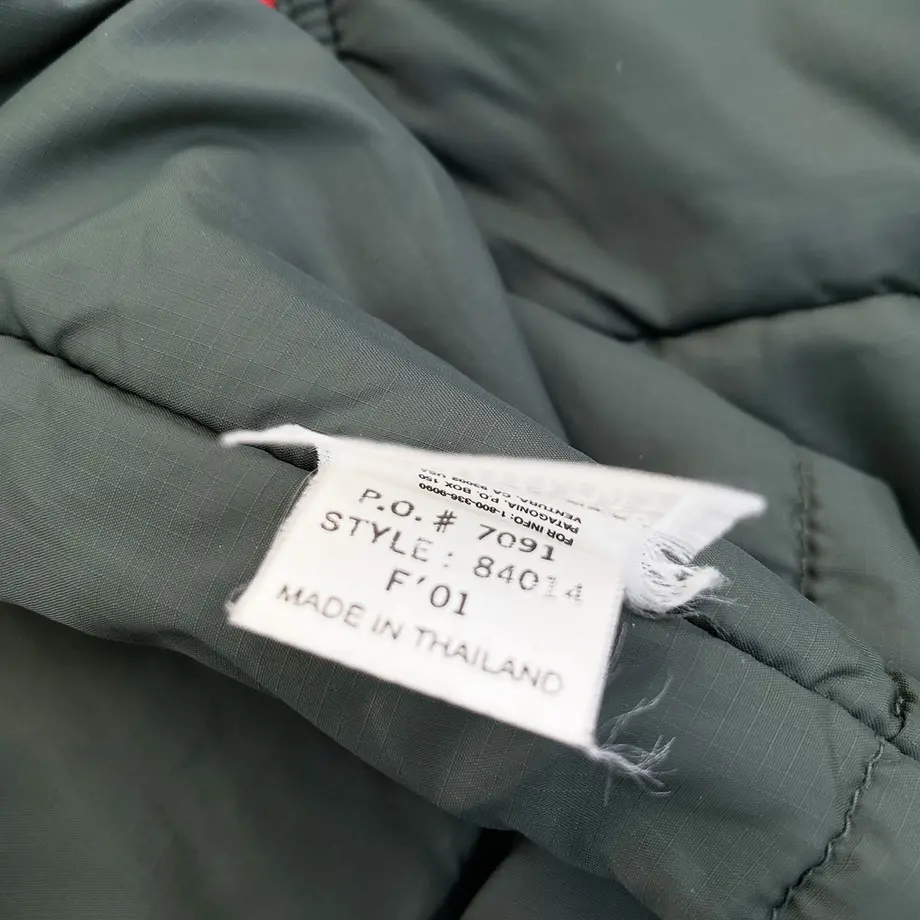 P.O.# 7091
STYLE: 84014
F'01
MADE IN THAILAND
FOR INFO: 1-800-336-9090
PATAGONIA, P.O. BOX 150
VENTURA, CA 93002 USA